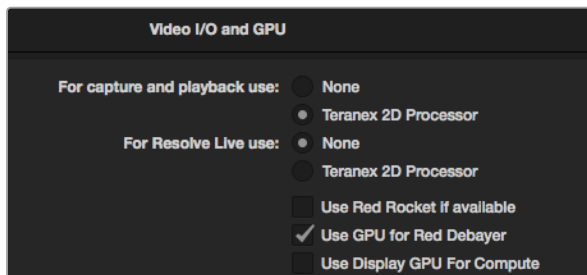 Video I/O and GPU
For capture and playback use: None
Teranex 2D Processor
For Resolve Live use: None
Teranex 2D Processor
Use Red Rocket if available
Use GPU for Red Debayer
Use Display GPU For Compute